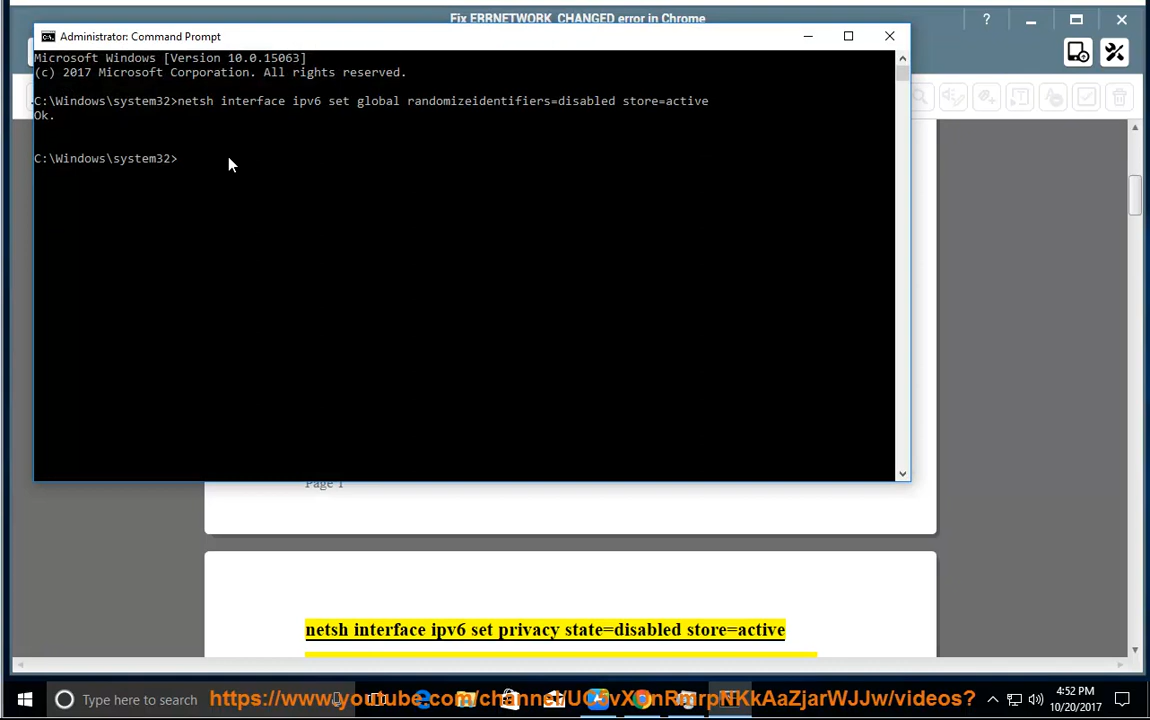 Fix ERRNETWORK_CHANGED error in Chrome
Administrator: Command Prompt
Microsoft Windows [Version 10.0.15063]
(c) 2017 Microsoft Corporation. All rights reserved.
C:\Windows\system32>netsh interface ipv6 set global randomizeidentifiers=disabled store=active
Ok.
C:\Windows\system32>
Page 1
netsh interface ipv6 set privacy state=disabled store=active
Type here to search
4:52 PM
10/20/2017